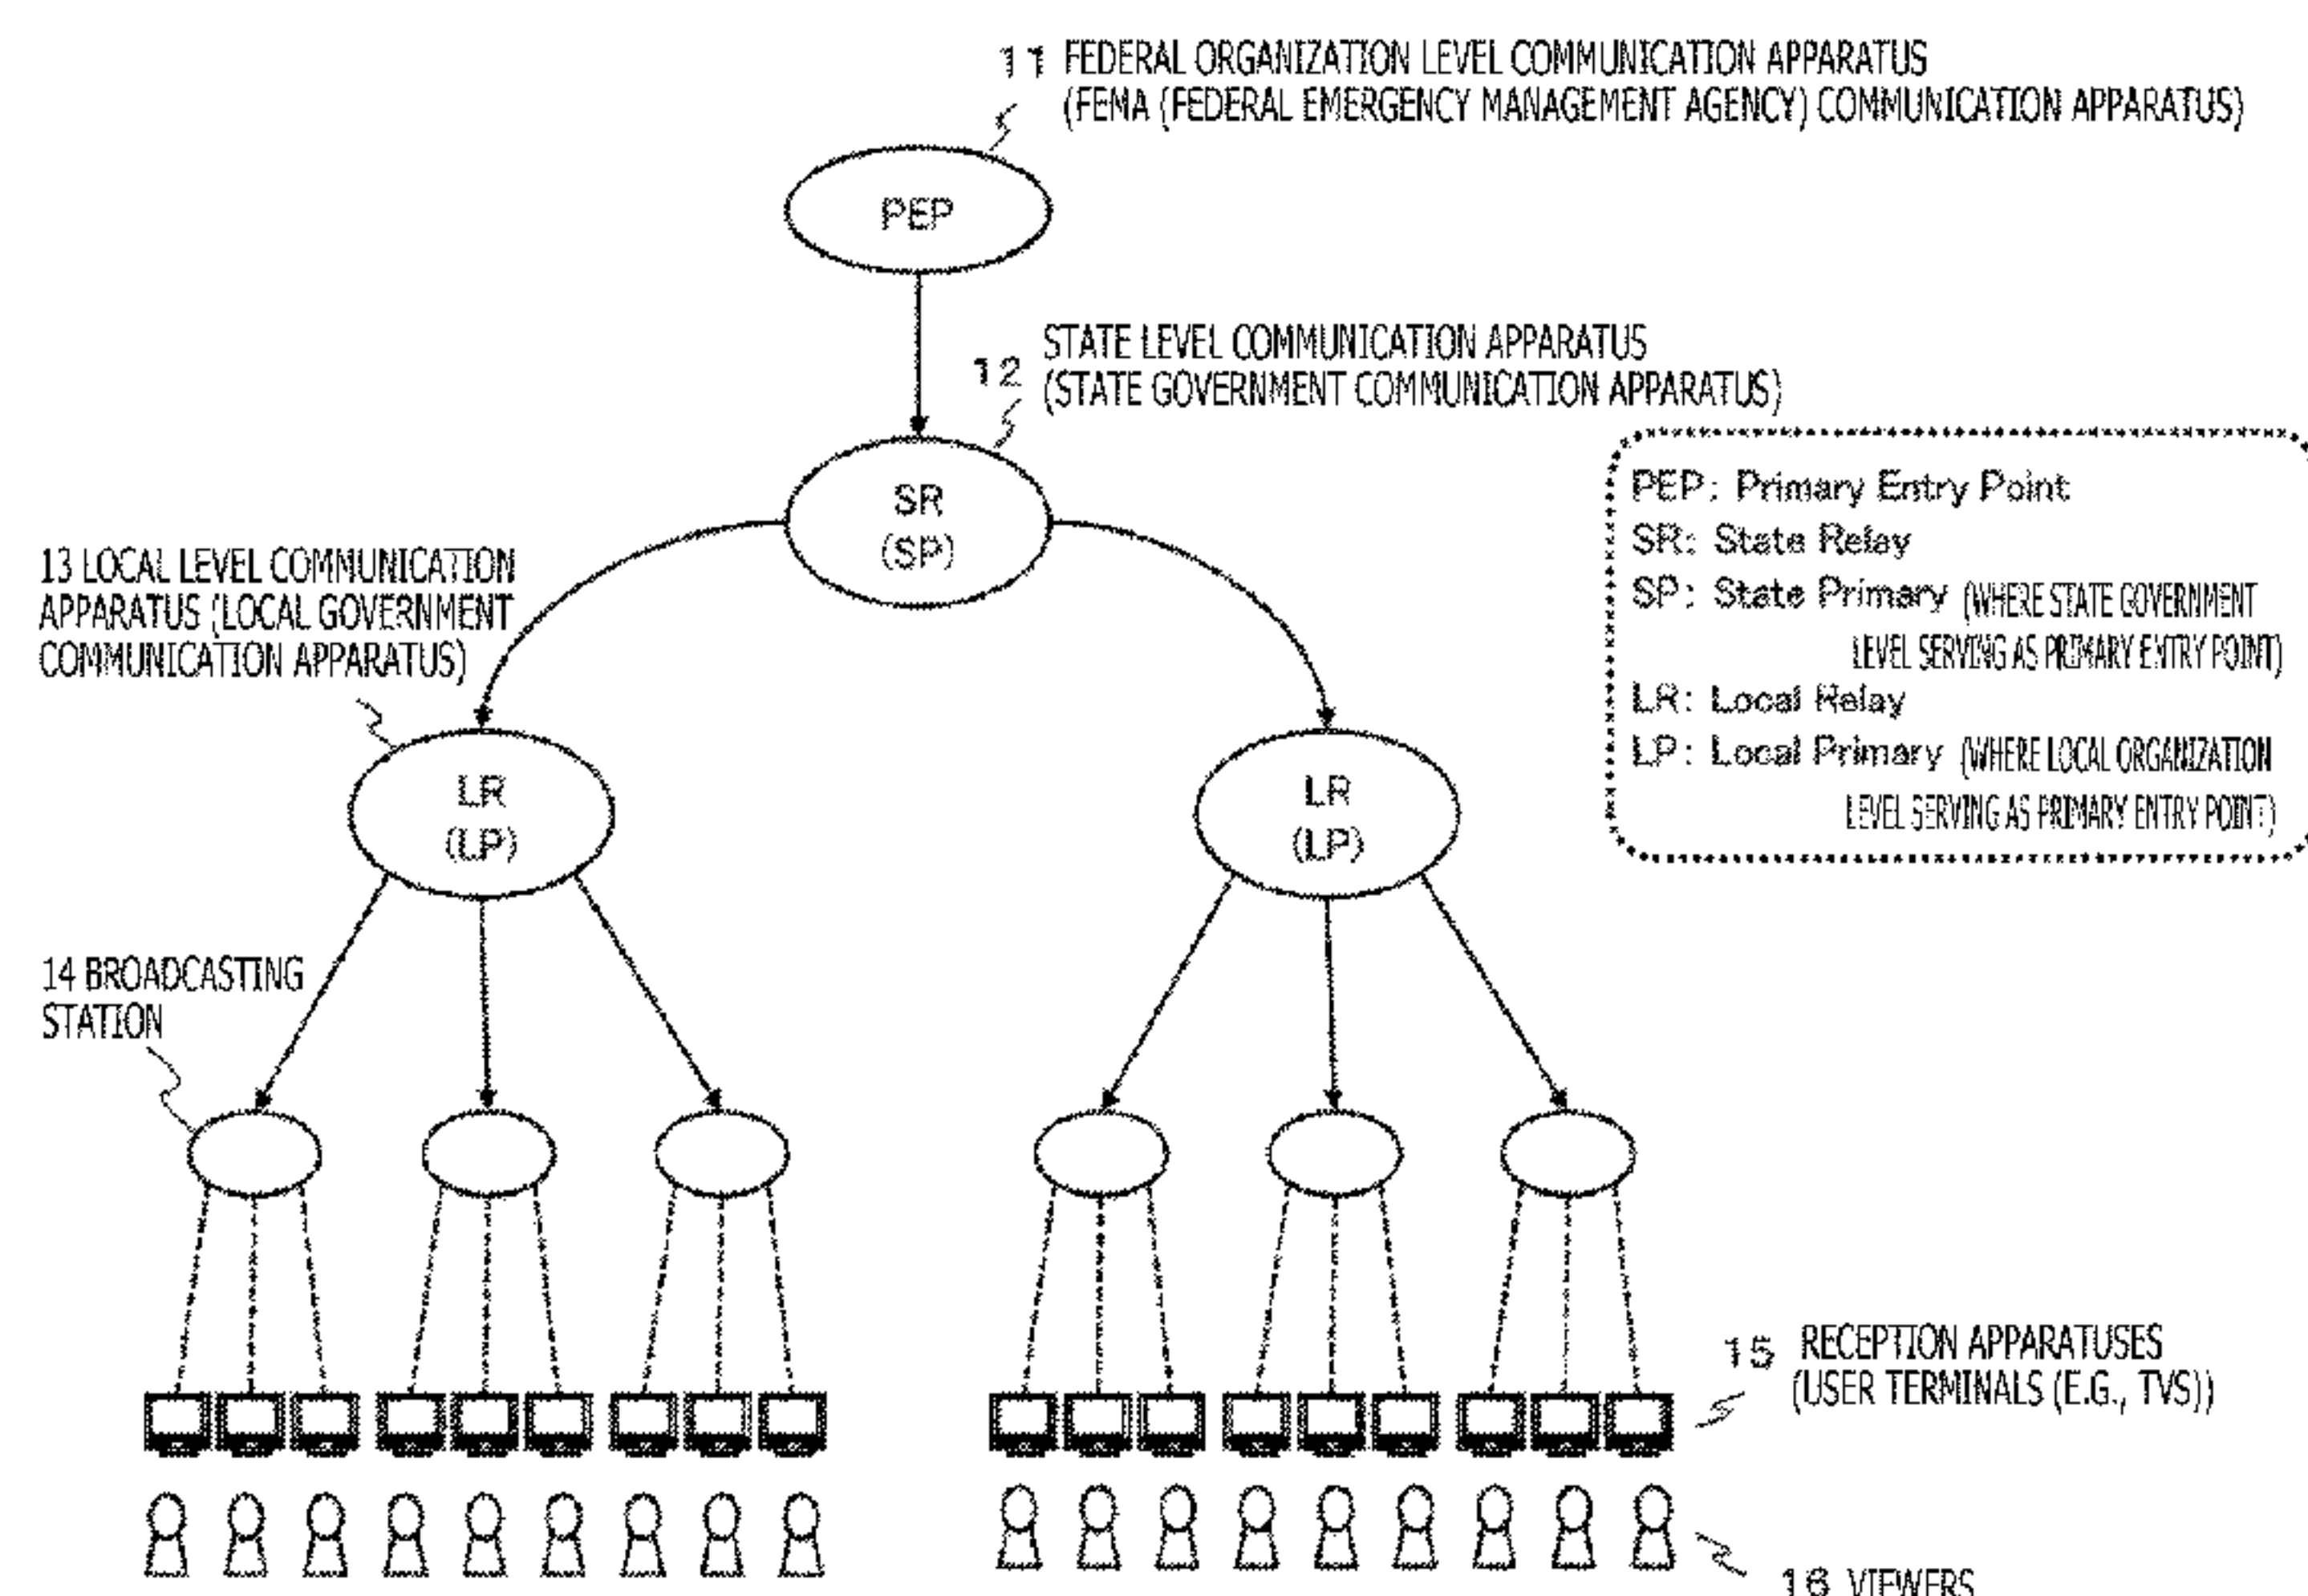 11 FEDERAL ORGANIZATION LEVEL COMMUNICATION APPARATUS
(FEMA (FEDERAL EMERGENCY MANAGEMENT AGENCY) COMMUNICATION APPARATUS)
PEP
12 STATE LEVEL COMMUNICATION APPARATUS
(STATE GOVERNMENT COMMUNICATION APPARATUS)
SR
(SP)
PEP: Primary Entry Point
SR: State Relay
SP: State Primary (WHERE STATE GOVERNMENT
LEVEL SERVING AS PRIMARY ENTRY POINT)
LR: Local Relay
LP: Local Primary (WHERE LOCAL ORGANIZATION
LEVEL SERVING AS PRIMARY ENTRY POINT)
13 LOCAL LEVEL COMMUNICATION
APPARATUS (LOCAL GOVERNMENT
COMMUNICATION APPARATUS)
LR
(LP)
LR
(LP)
14 BROADCASTING
STATION
15 RECEPTION APPARATUSES
(USER TERMINALS (E.G., TVS))
16 VIEWERS